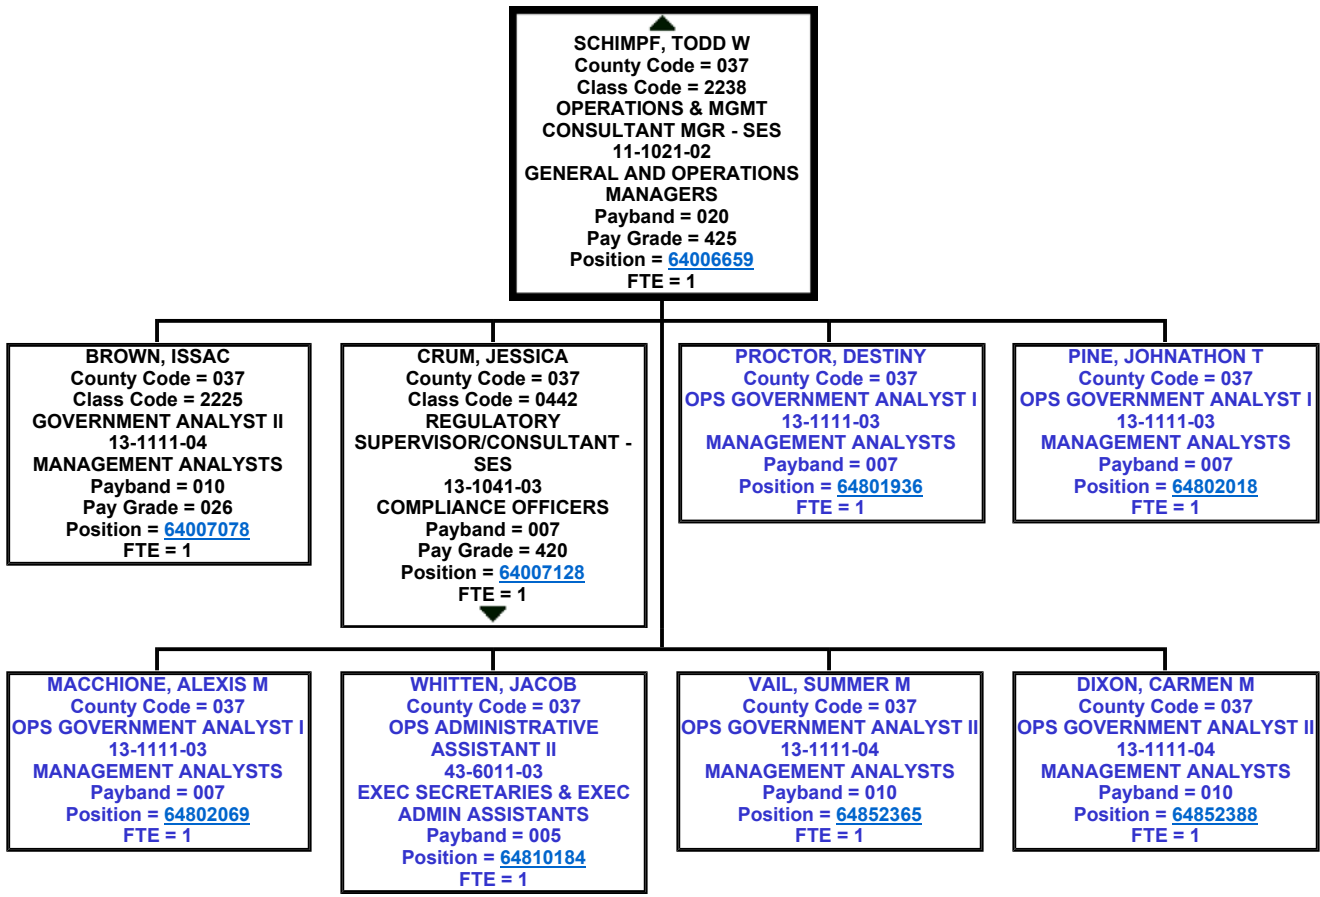 SCHIMPF, TODD W
County Code = 037
Class Code = 2238
OPERATIONS & MGMT
CONSULTANT MGR - SES
11-1021-02
GENERAL AND OPERATIONS
MANAGERS
Payband = 020
Pay Grade = 425
Position = 64006659
FTE = 1
BROWN, ISSAC
County Code = 037
Class Code = 2225
GOVERNMENT ANALYST II
13-1111-04
MANAGEMENT ANALYSTS
Payband = 010
Pay Grade = 026
Position = 64007078
FTE = 1
CRUM, JESSICA
County Code = 037
Class Code = 0442
REGULATORY
SUPERVISOR/CONSULTANT -
SES
13-1041-03
COMPLIANCE OFFICERS
Payband = 007
Pay Grade = 420
Position = 64007128
FTE = 1
PROCTOR, DESTINY
County Code = 037
OPS GOVERNMENT ANALYST I
13-1111-03
MANAGEMENT ANALYSTS
Payband = 007
Position = 64801936
FTE = 1
PINE, JOHNATHON T
County Code = 037
OPS GOVERNMENT ANALYST I
13-1111-03
MANAGEMENT ANALYSTS
Payband = 007
Position = 64802018
FTE = 1
MACCHIONE, ALEXIS M
County Code = 037
OPS GOVERNMENT ANALYST I
13-1111-03
MANAGEMENT ANALYSTS
Payband = 007
Position = 64802069
FTE = 1
WHITTEN, JACOB
County Code = 037
OPS ADMINISTRATIVE
ASSISTANT II
43-6011-03
EXEC SECRETARIES & EXEC
ADMIN ASSISTANTS
Payband = 005
Position = 64810184
FTE = 1
VAIL, SUMMER M
County Code = 037
OPS GOVERNMENT ANALYST II
13-1111-04
MANAGEMENT ANALYSTS
Payband = 010
Position = 64852365
FTE = 1
DIXON, CARMEN M
County Code = 037
OPS GOVERNMENT ANALYST II
13-1111-04
MANAGEMENT ANALYSTS
Payband = 010
Position = 64852388
FTE = 1